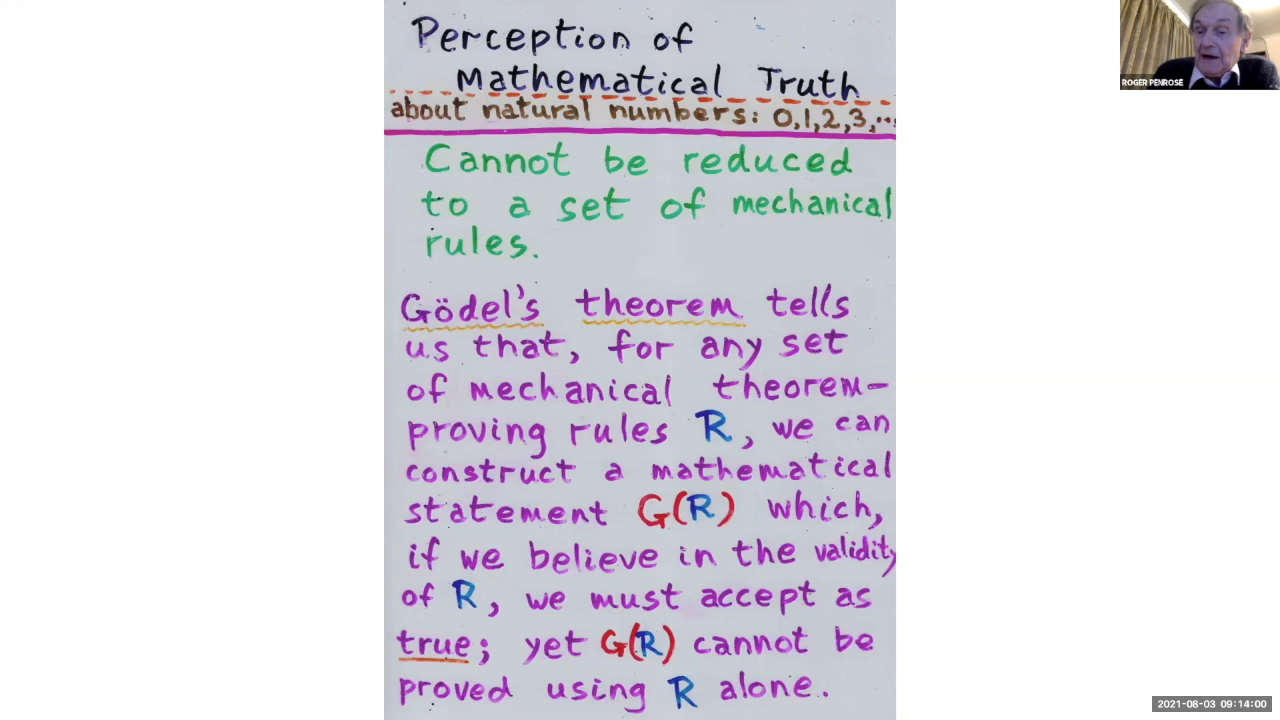 Perception of
Mathematical Truth
about natural numbers: 0,1,2,3,...
Cannot be reduced
to a set of mechanical
rules.
Gödel's theorem tells
us that, for any set
of mechanical theorem-
proving rules R, we can
construct a mathematical
statement G(R) which,
if we believe in the validity
of R, we must accept as
true; yet G(R) cannot be
proved using R alone.
ROGER PENROSE
2021-08-03 09:14:00